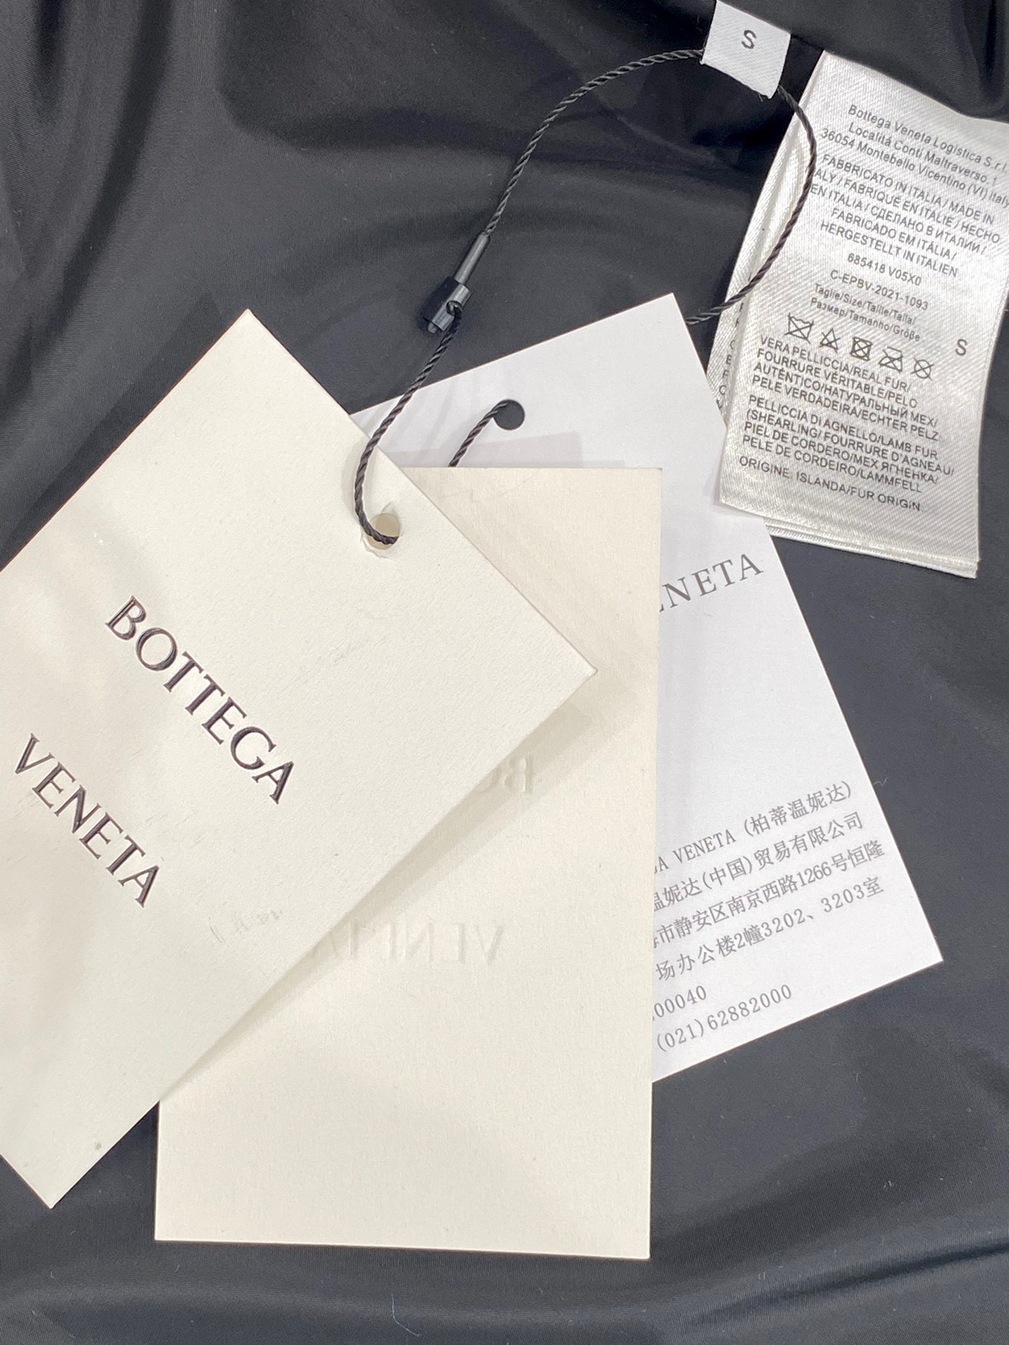 S
Bottega Veneta Logistica S.r.l
Località Conti Maltraverso, 1
36054 Montebello Vicentino (VI) Italy
FABBRICATO IN ITALIA / MADE IN
ITALY / FABRIQUÉ EN ITALIE / HECHO
EN ITALIA / СДЕЛАНО В ИТАЛИИ /
FABRICADO EM ITÁLIA /
HERGESTELLT IN ITALIEN
685418 V05X0
C-EPBV-2021-1093
Taglie/Size/Taille/Talla/
Размер/Tamanho/Größe
S
VERA PELLICCIA/REAL FUR/
FOURRURE VÉRITABLE/PELO
AUTÉNTICO/НАТУРАЛЬНЫЙ МЕХ/
PELE VERDADEIRA/ECHTER PELZ
PELLICCIA DI AGNELLO/LAMB FUR
(SHEARLING/ FOURRURE D'AGNEAU/
PIEL DE CORDERO/МЕХ ЯГНЕНКА/
PELE DE CORDEIRO/LAMMFELL
ORIGINE: ISLANDA/FUR ORIGIN
BOTTEGA
VENETA
ENETA
GA VENETA (柏蒂温妮达)
温妮达(中国)贸易有限公司
海市静安区南京西路1266号恒隆
场办公楼2幢3202、3203室
00040
(021)62882000
VENETA